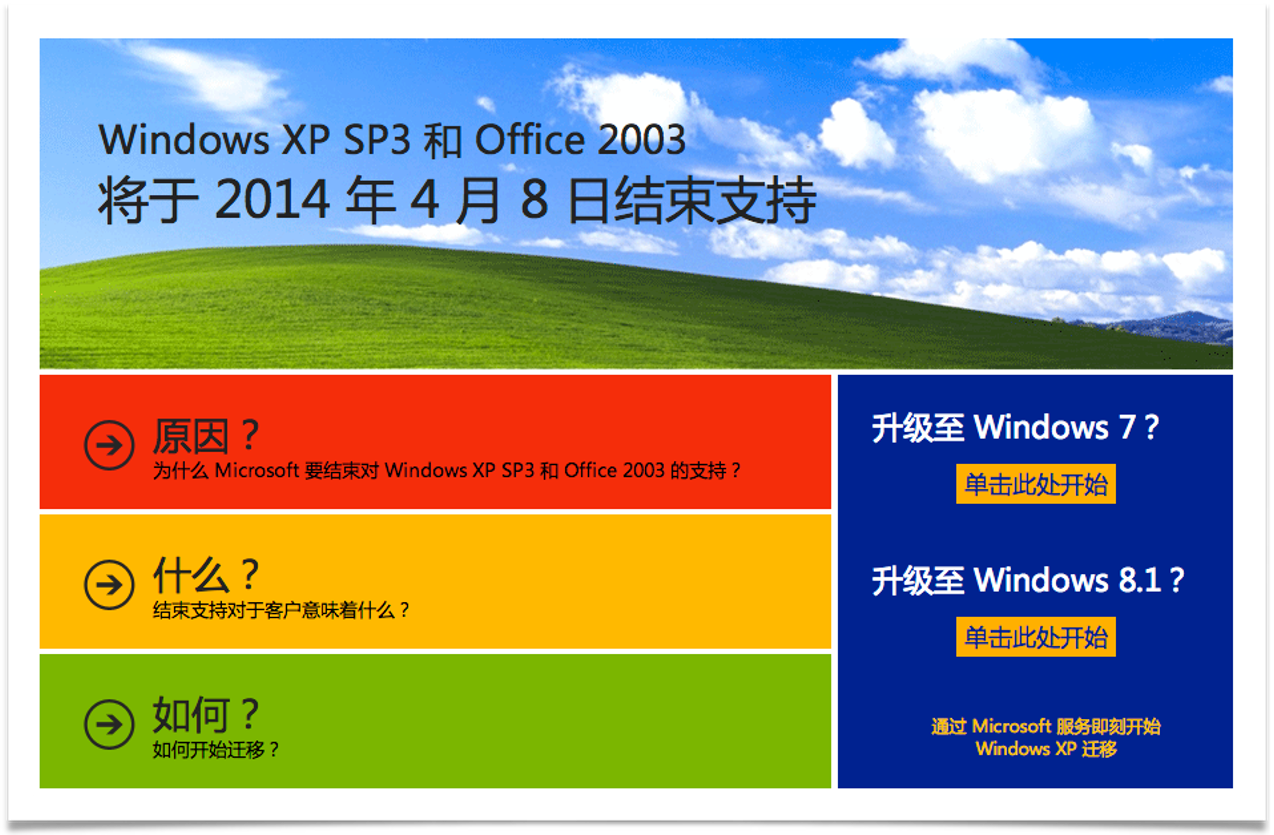 Windows XP SP3 和 Office 2003
将于 2014 年 4 月 8 日结束支持
原因？
为什么 Microsoft 要结束对 Windows XP SP3 和 Office 2003 的支持？
什么？
结束支持对于客户意味着什么？
如何？
如何开始迁移？
升级至 Windows 7？
单击此处开始
升级至 Windows 8.1？
单击此处开始
通过 Microsoft 服务即刻开始
Windows XP 迁移